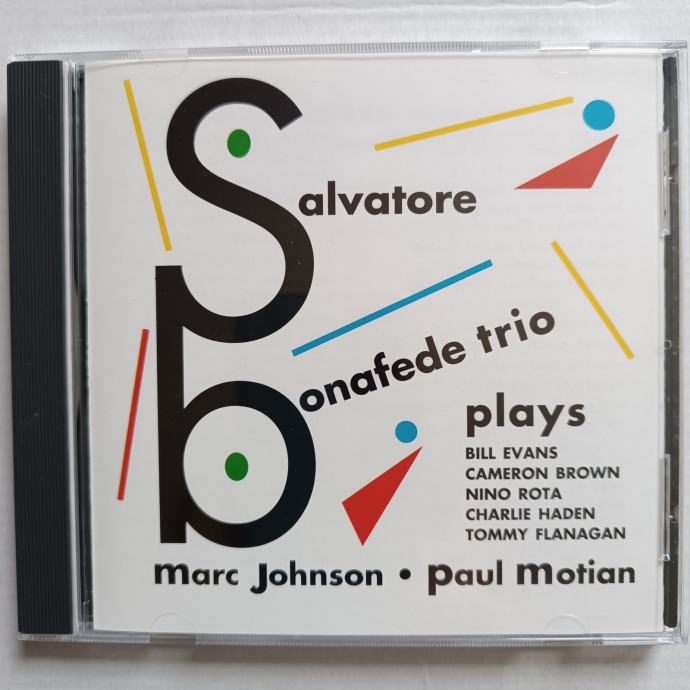 Salvatore
bonafede trio
plays
BILL EVANS
CAMERON BROWN
NINO ROTA
CHARLIE HADEN
TOMMY FLANAGAN
marc Johnson • paul motian